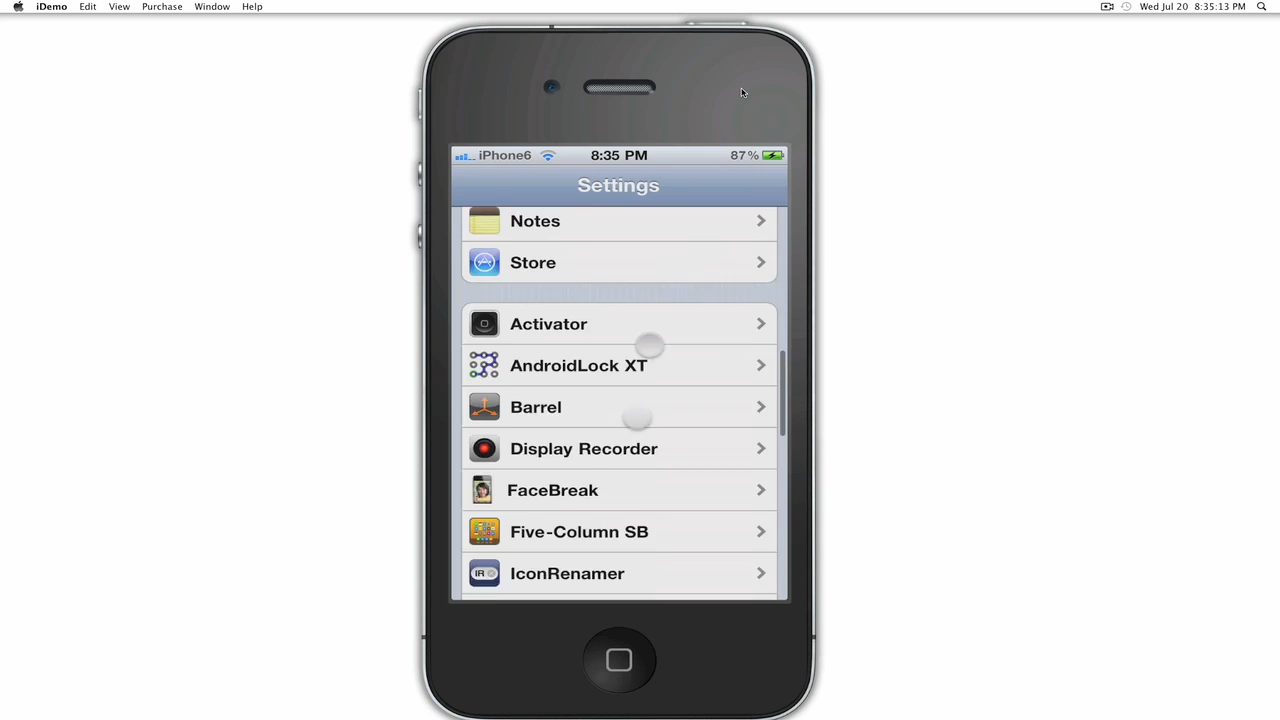 iDemo Edit View Purchase Window Help Wed Jul 20 8:35:13 PM
iPhone6 8:35 PM 87%
Settings
Notes
Store
Activator
AndroidLock XT
Barrel
Display Recorder
FaceBreak
Five-Column SB
IR IconRenamer